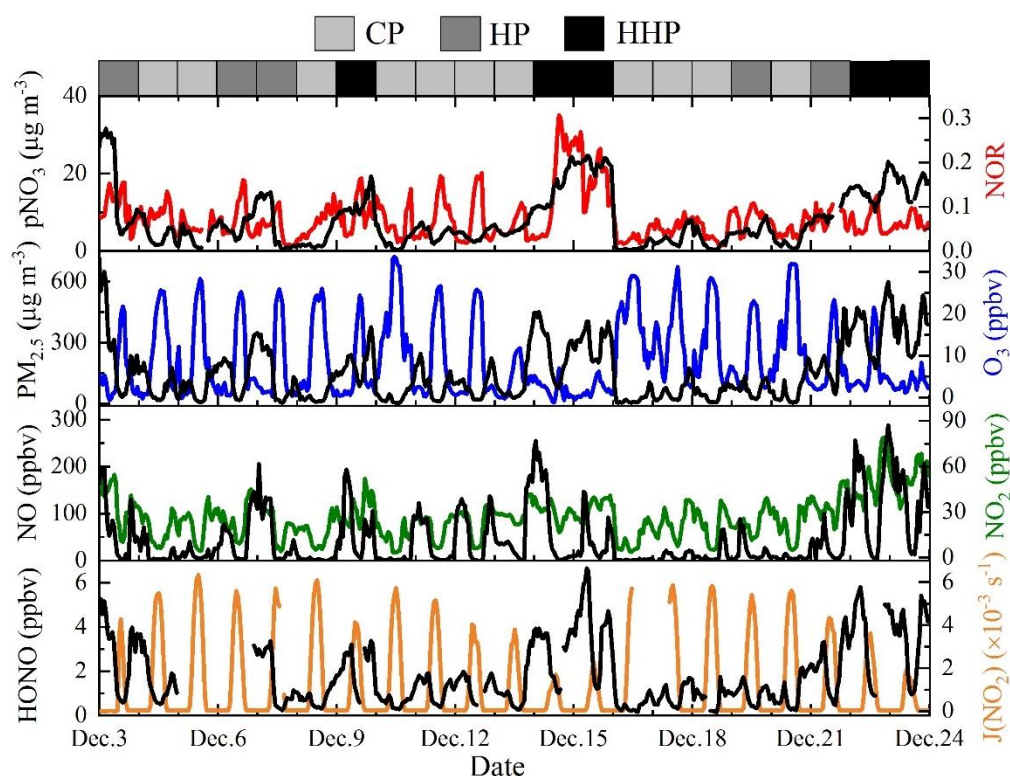 CP HP HHP
40
20
0
pNO₃ (μg m⁻³)
0.3
0.2
0.1
0.0
NOR
600
300
0
PM₂.₅ (μg m⁻³)
30
20
10
0
O₃ (ppbv)
300
200
100
0
NO (ppbv)
90
60
30
0
NO₂ (ppbv)
6
4
2
0
HONO (ppbv)
6
4
2
0
J(NO₂) (×10⁻³ s⁻¹)
Dec.3 Dec.6 Dec.9 Dec.12 Dec.15 Dec.18 Dec.21 Dec.24
Date